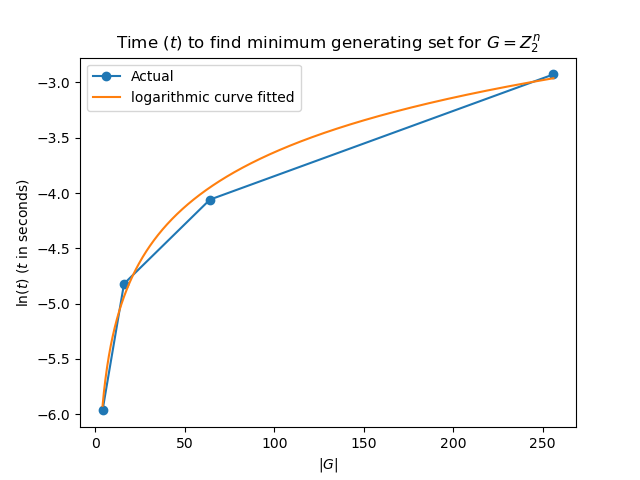 Time (t) to find minimum generating set for G = Z_2^n
Actual
logarithmic curve fitted
ln(t) (t in seconds)
−3.0
−3.5
−4.0
−4.5
−5.0
−5.5
−6.0
0 50 100 150 200 250
|G|